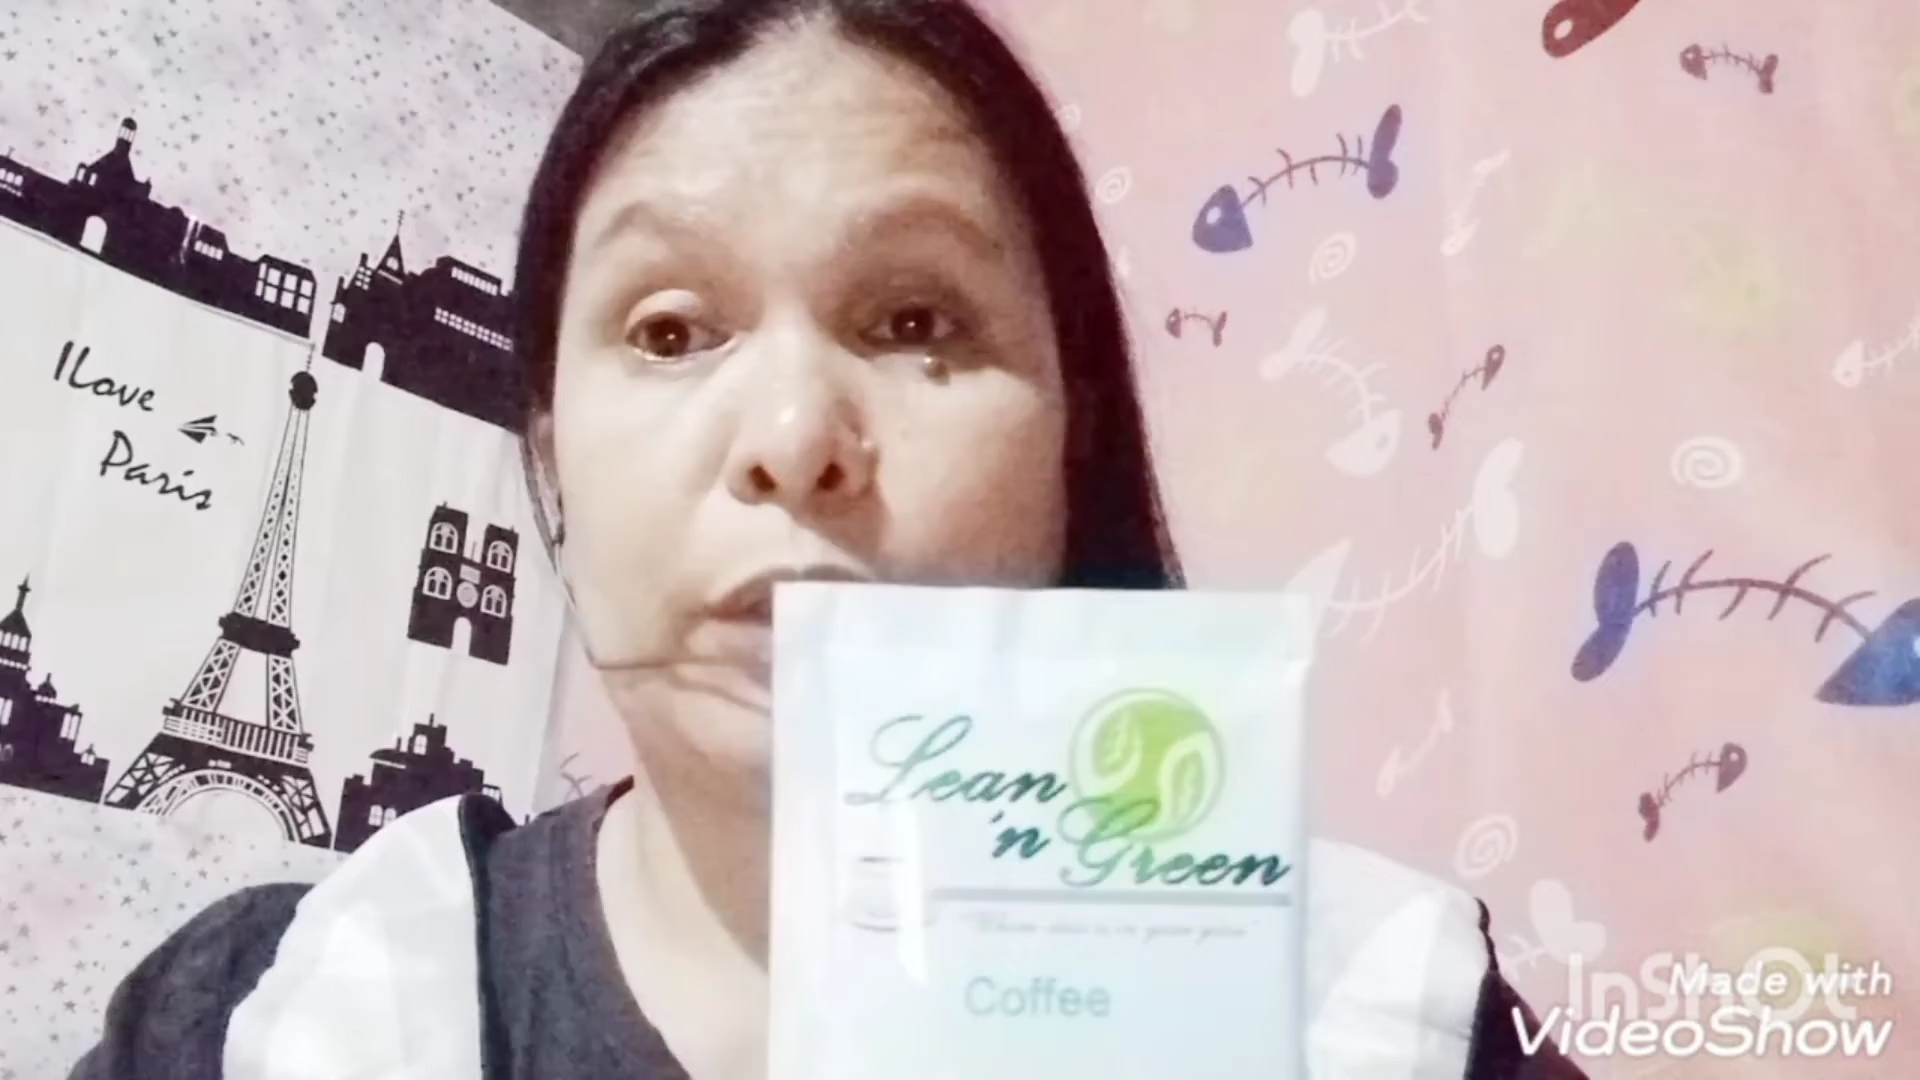 ILove
Paris
Lean
'n Green
Coffee
InShOt
Made with
VideoShow